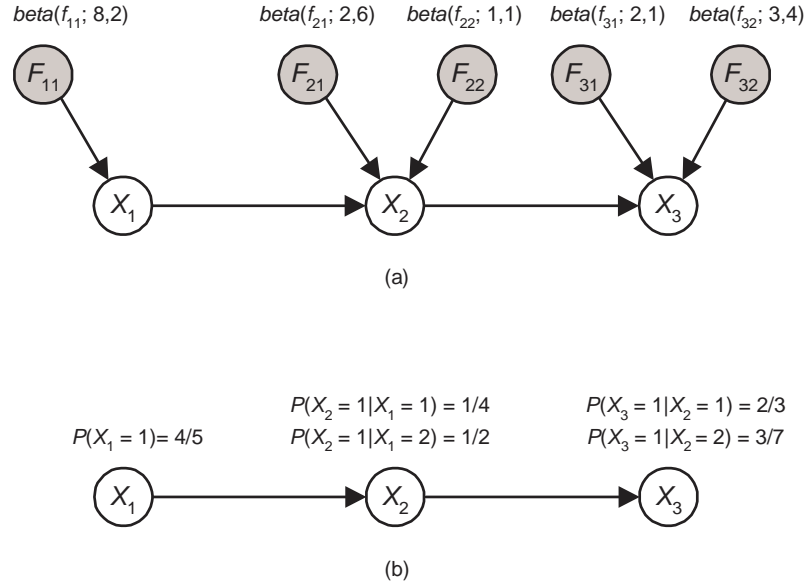 beta(f11; 8,2) beta(f21; 2,6) beta(f22; 1,1) beta(f31; 2,1) beta(f32; 3,4)
F11 F21 F22 F31 F32
X1 X2 X3
(a)
P(X2 = 1|X1 = 1) = 1/4 P(X3 = 1|X2 = 1) = 2/3
P(X1 = 1)= 4/5 P(X2 = 1|X1 = 2) = 1/2 P(X3 = 1|X2 = 2) = 3/7
X1 X2 X3
(b)